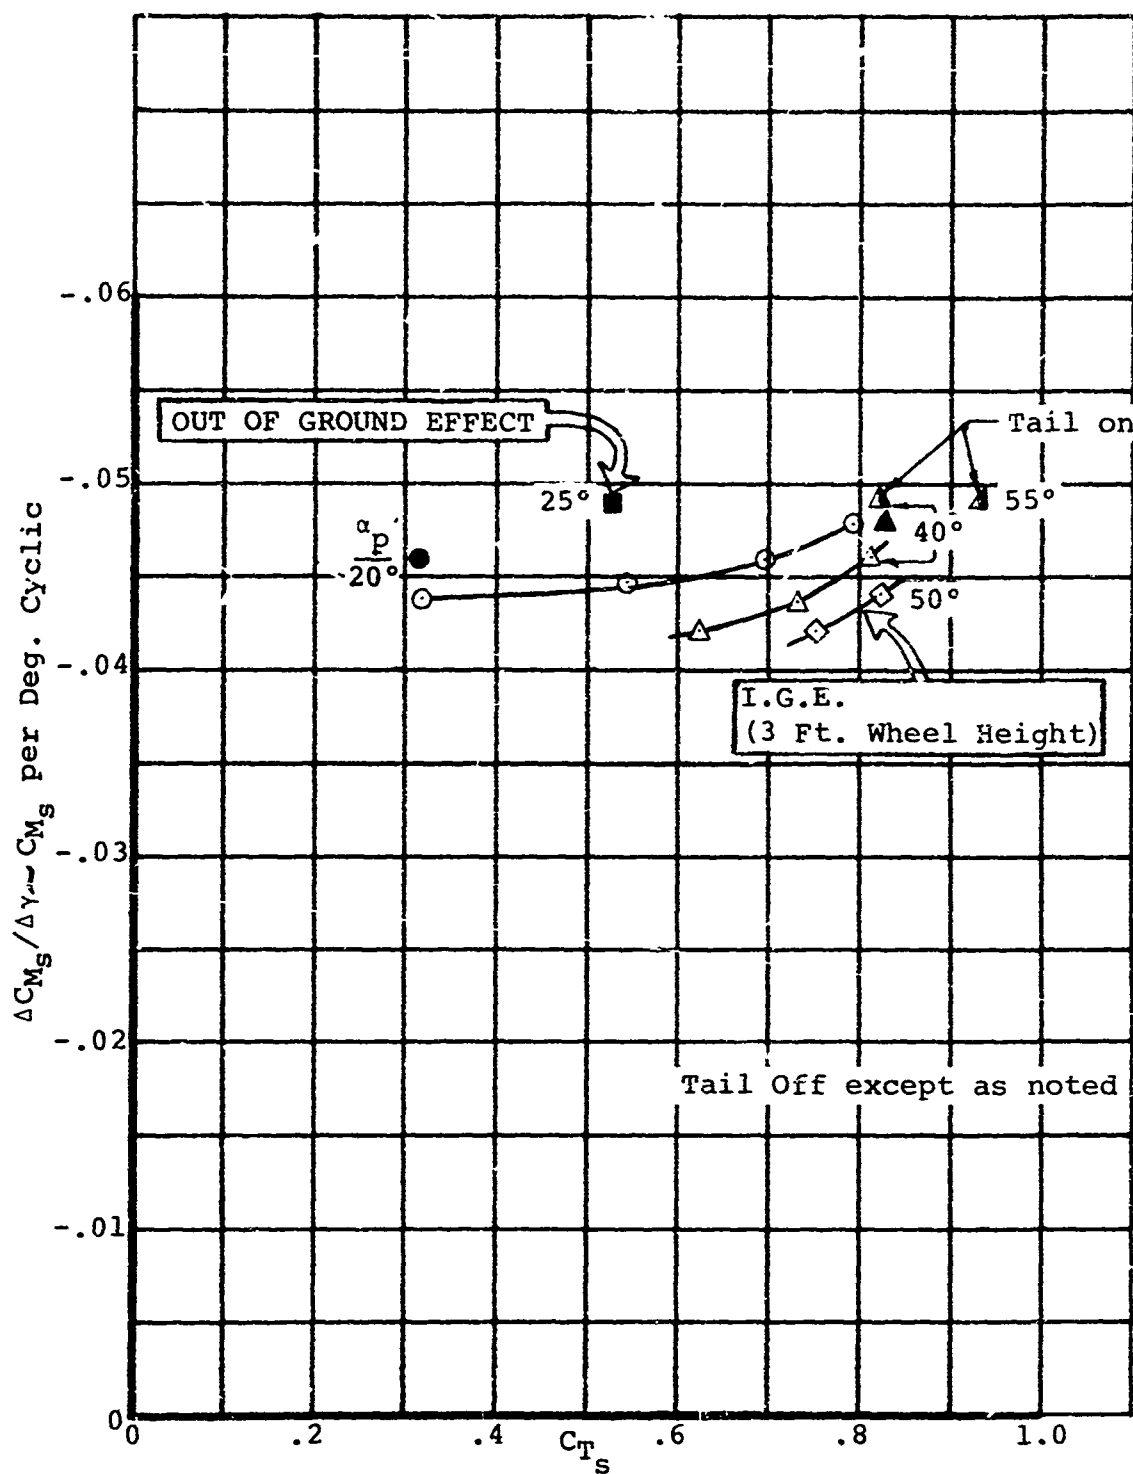 -.06
OUT OF GROUND EFFECT
Tail on
-.05
25°
55°
αp'
20°
40°
50°
-.04
I.G.E.
(3 Ft. Wheel Height)
ΔCMs/Δγ~CMs per Deg. Cyclic
-.03
-.02
Tail Off except as noted
-.01
0
0 .2 .4 .6 .8 1.0
CTs